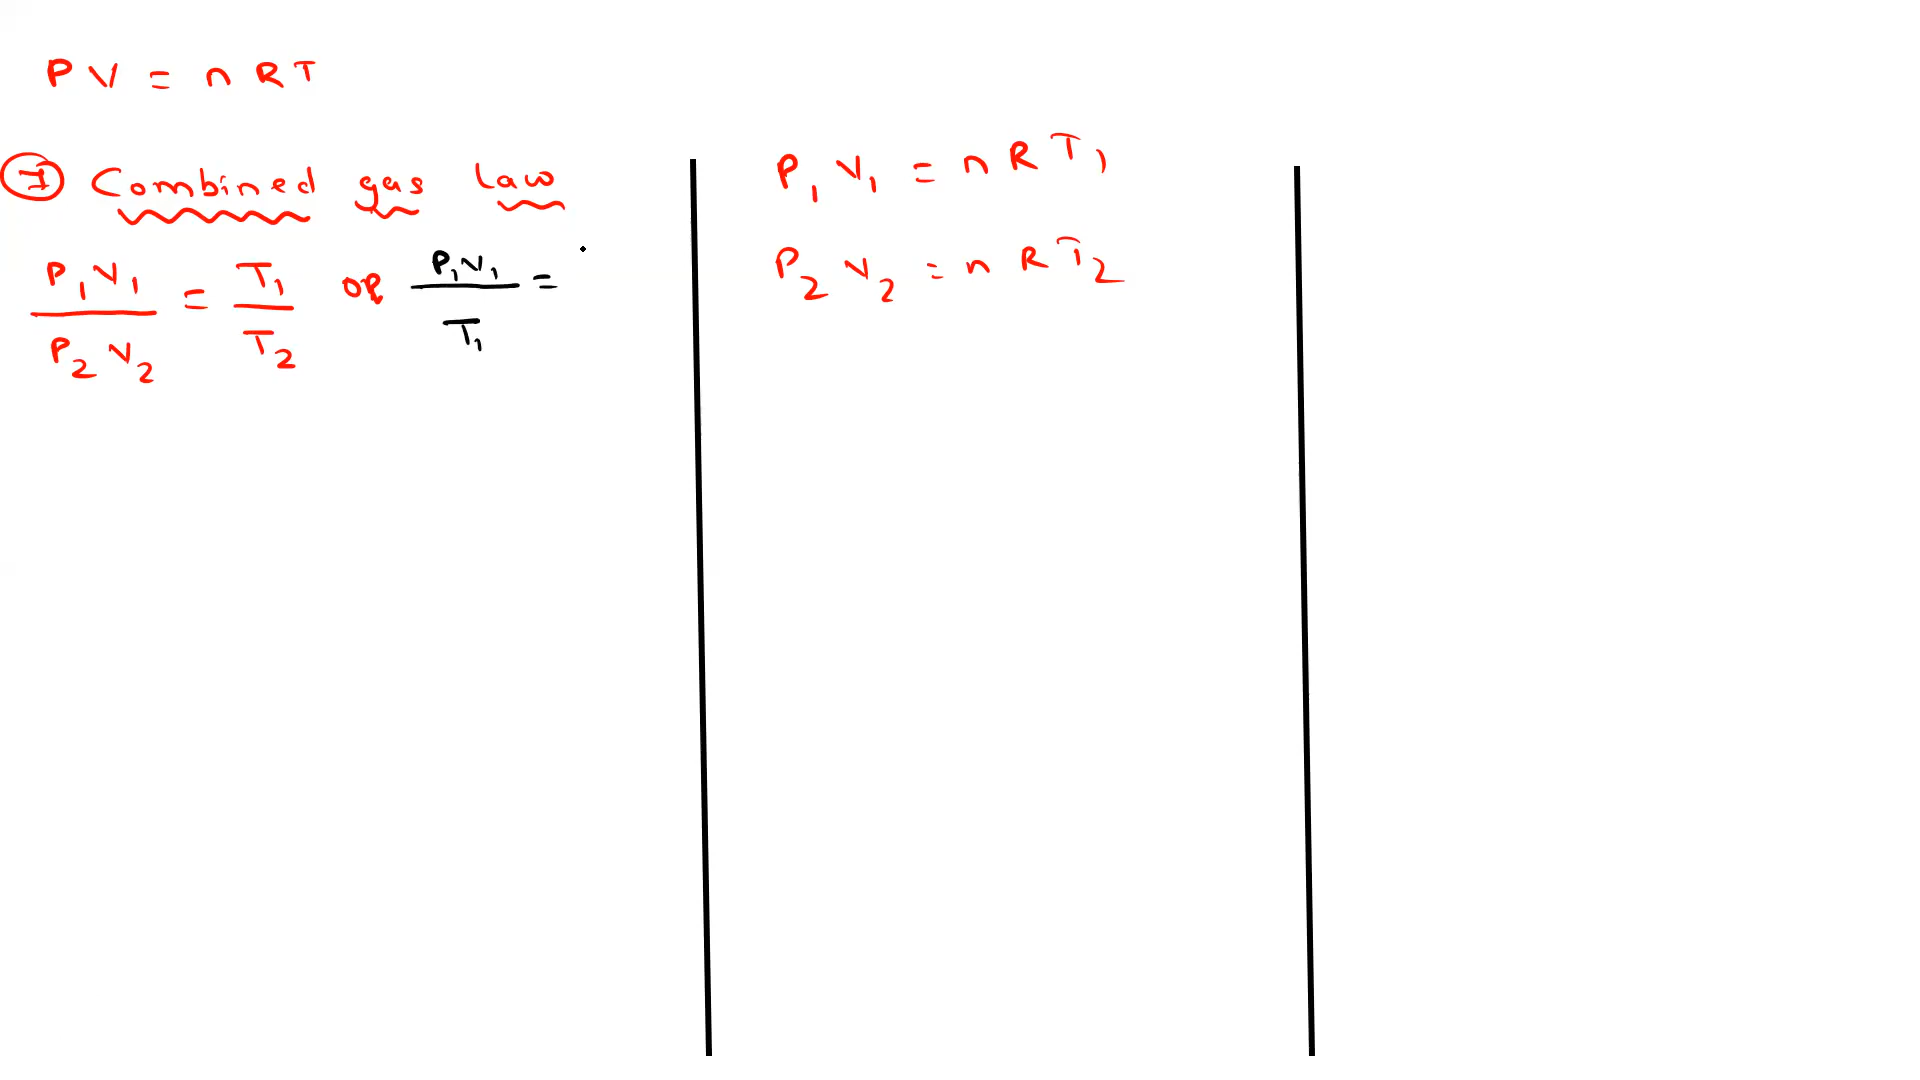 PV = nRT
I Combined gas law
P₁V₁/P₂V₂ = T₁/T₂ or P₁V₁/T₁ =
P₁V₁ = nRT₁
P₂V₂ = nRT₂